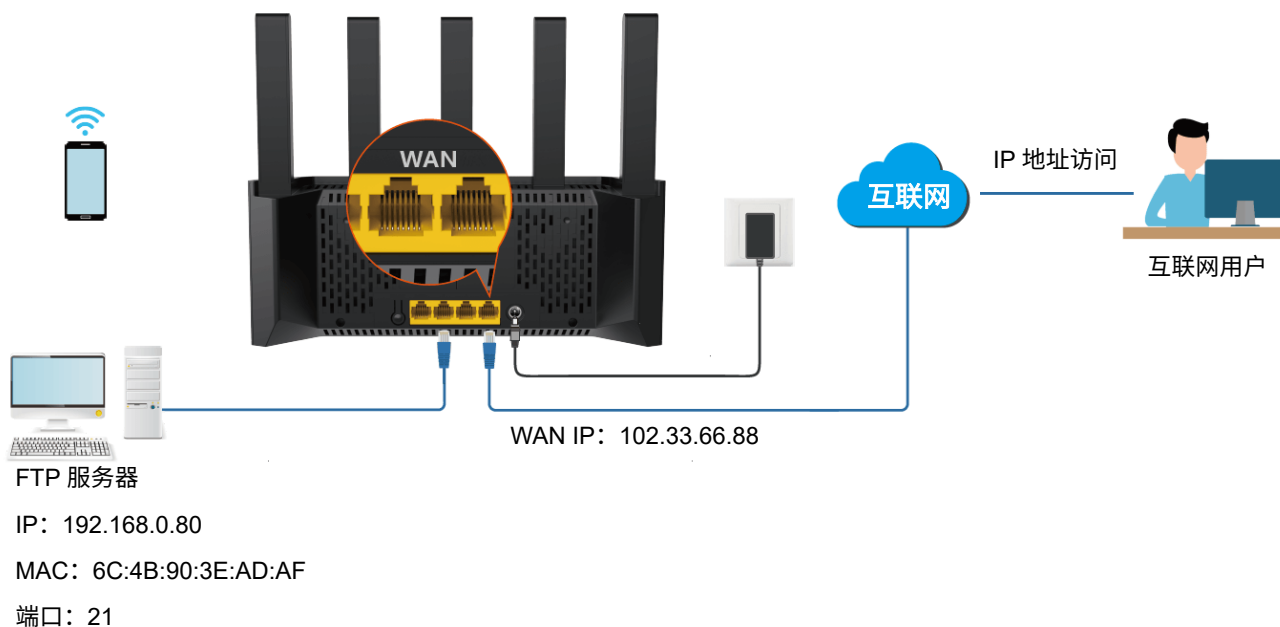 WAN
互联网
IP 地址访问
互联网用户
WAN IP：102.33.66.88
FTP 服务器
IP：192.168.0.80
MAC：6C:4B:90:3E:AD:AF
端口：21